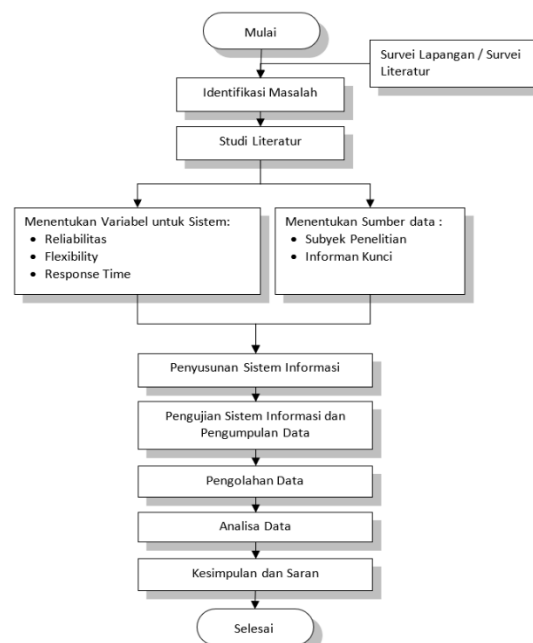 Mulai
Survei Lapangan / Survei
Literatur
Identifikasi Masalah
Studi Literatur
Menentukan Variabel untuk Sistem:
• Reliabilitas
• Flexibility
• Response Time
Menentukan Sumber data :
• Subyek Penelitian
• Informan Kunci
Penyusunan Sistem Informasi
Pengujian Sistem Informasi dan
Pengumpulan Data
Pengolahan Data
Analisa Data
Kesimpulan dan Saran
Selesai